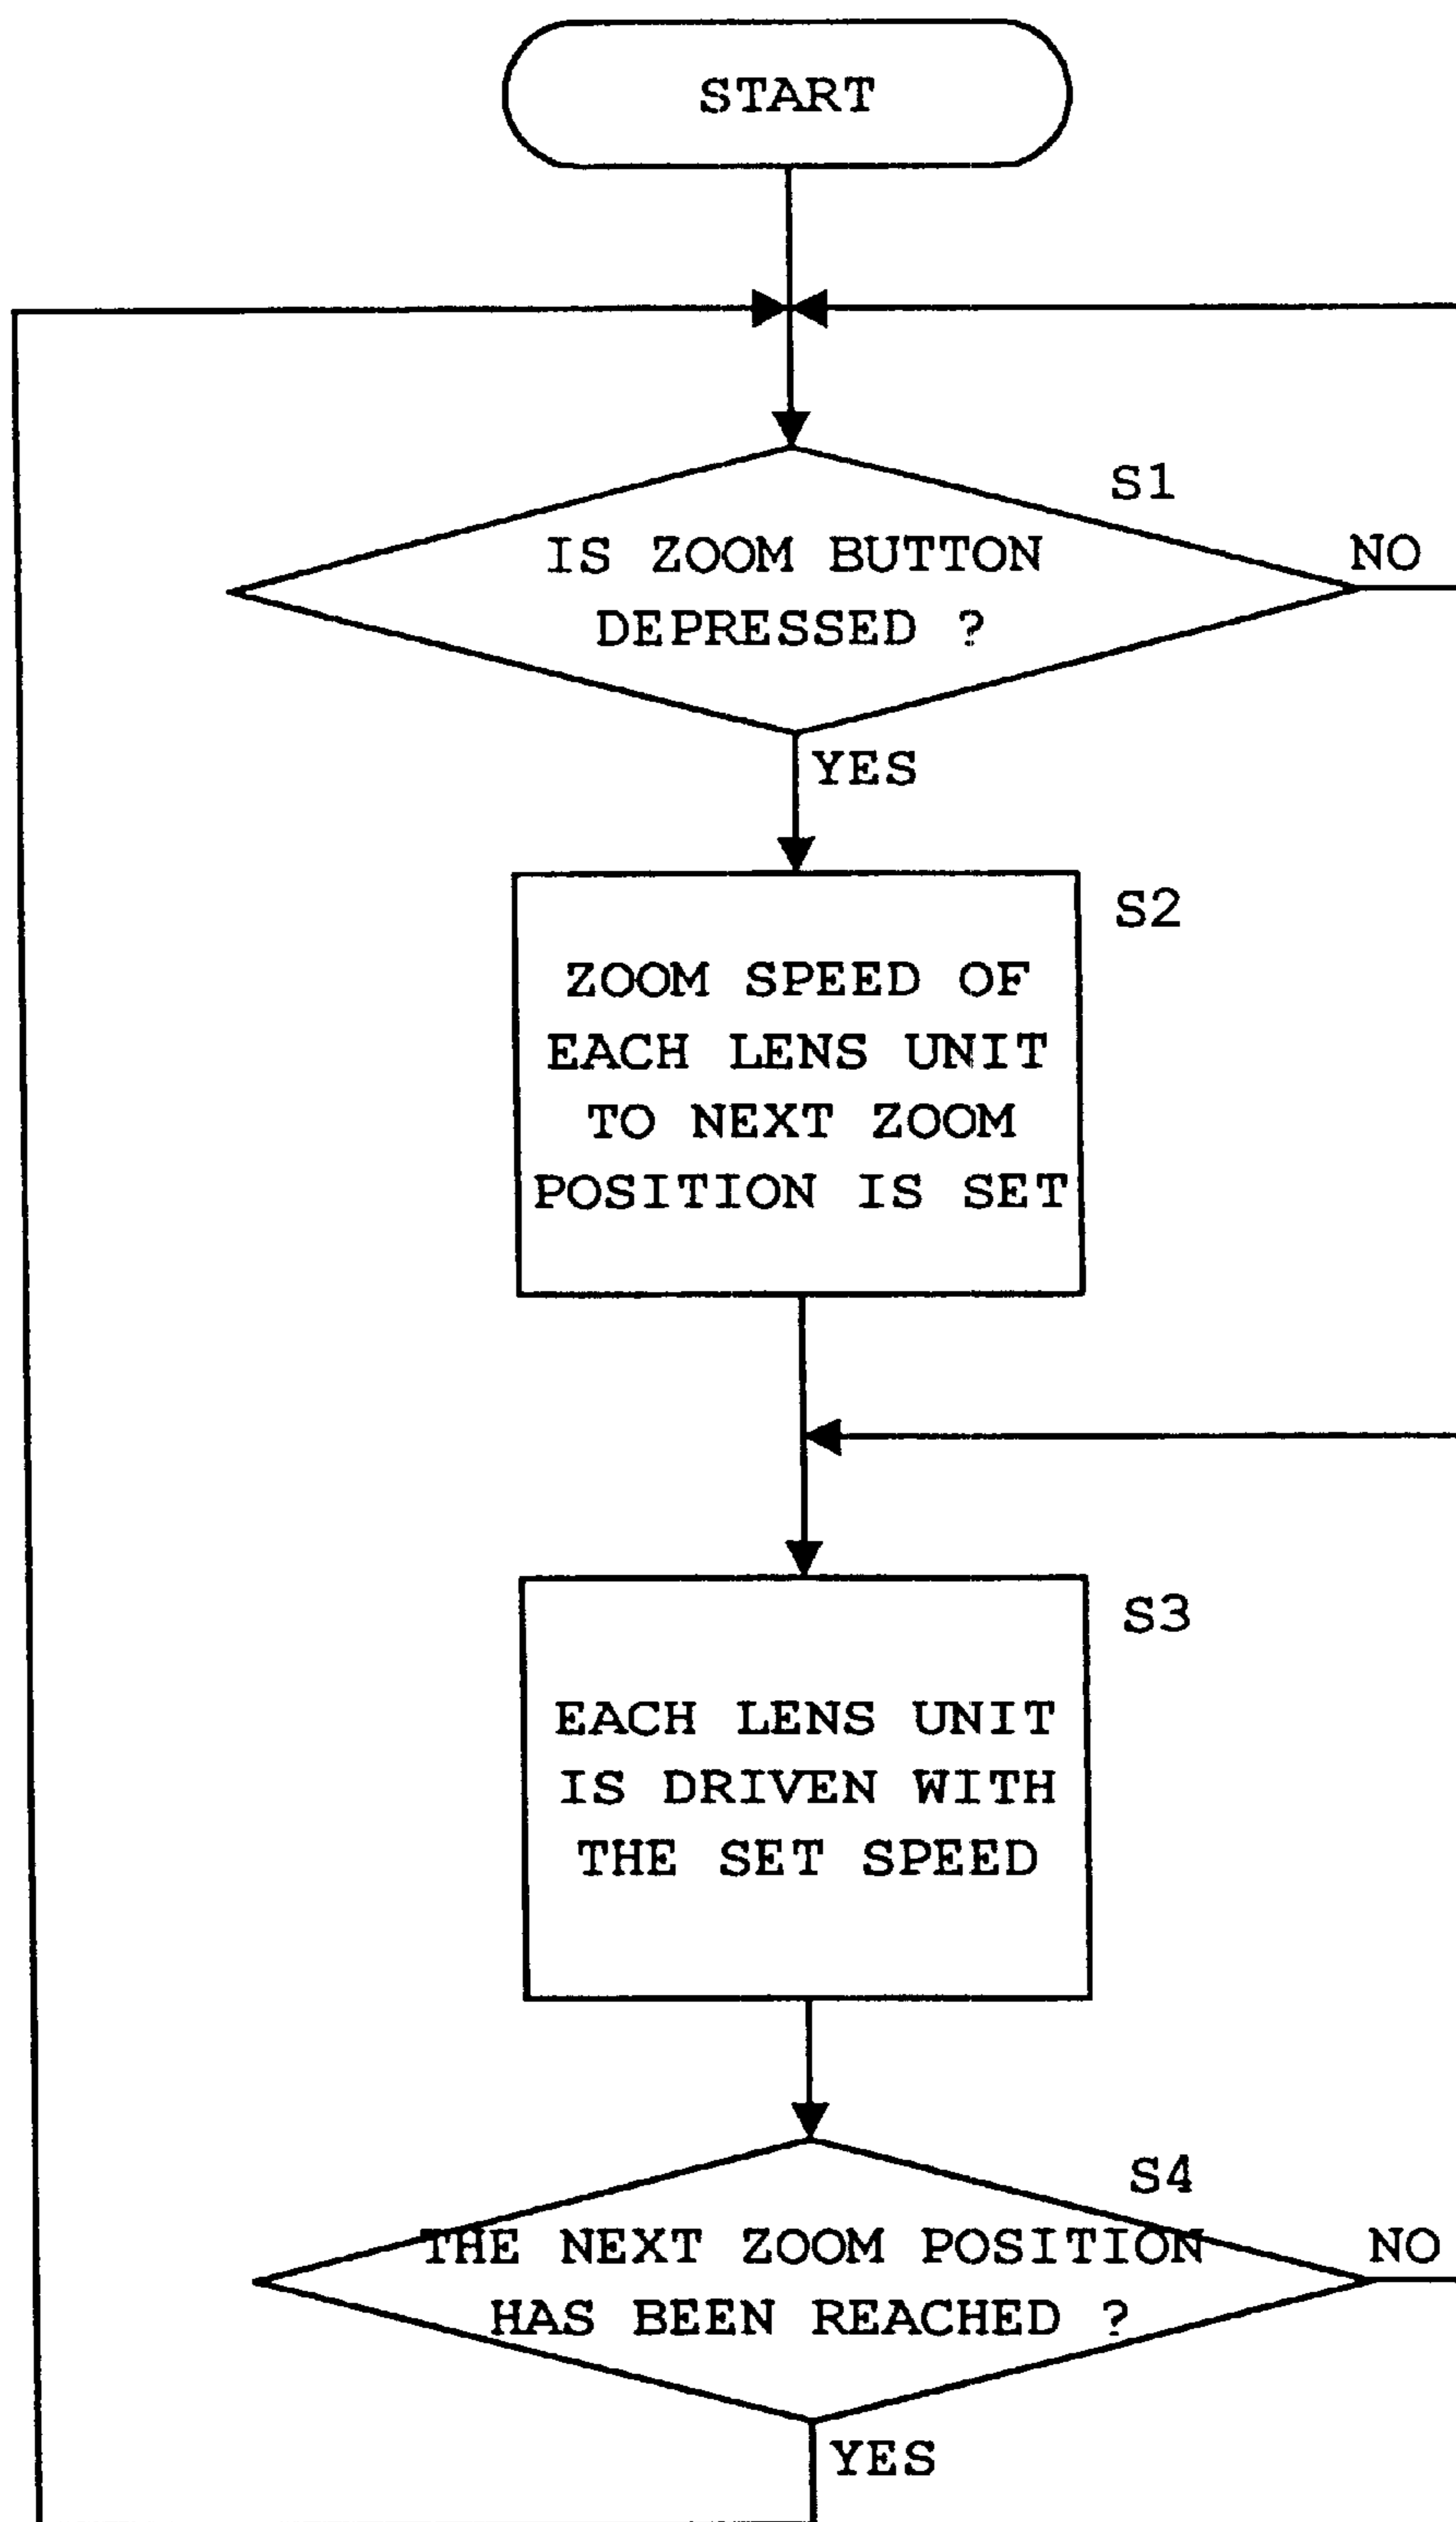 START
S1
IS ZOOM BUTTON
DEPRESSED ?
NO
YES
S2
ZOOM SPEED OF
EACH LENS UNIT
TO NEXT ZOOM
POSITION IS SET
S3
EACH LENS UNIT
IS DRIVEN WITH
THE SET SPEED
S4
THE NEXT ZOOM POSITION
HAS BEEN REACHED ?
NO
YES